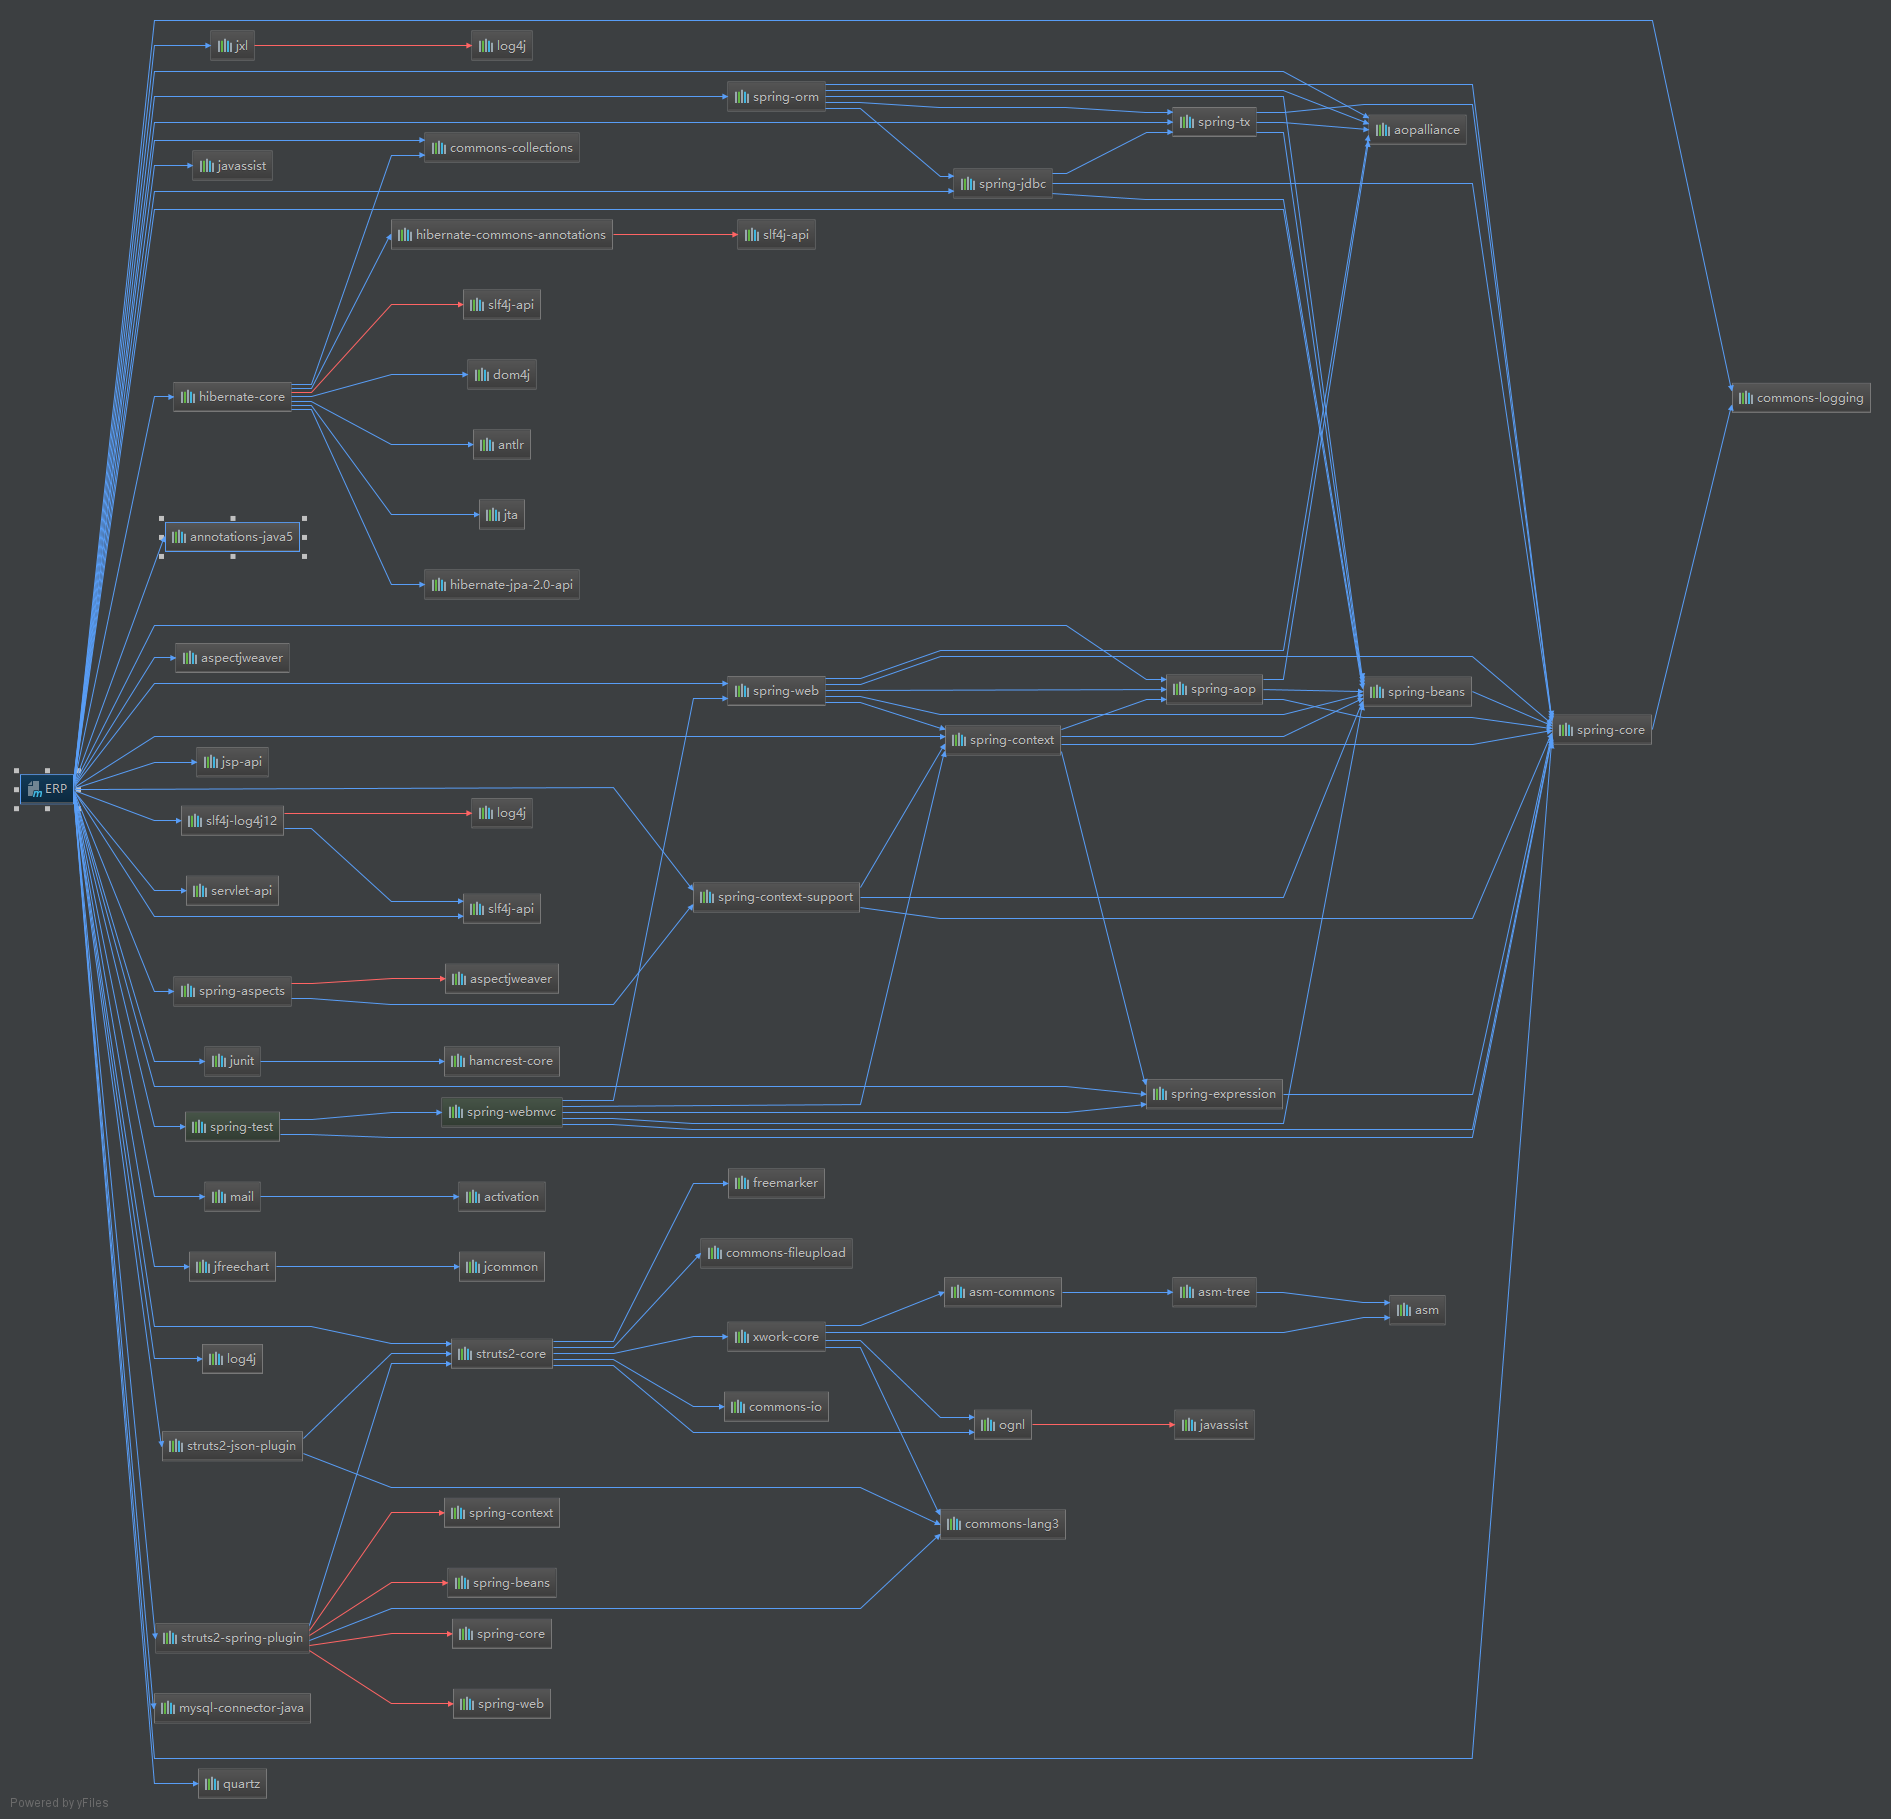 jxl
log4j
spring-orm
spring-tx
aopalliance
commons-collections
javassist
spring-jdbc
hibernate-commons-annotations
slf4j-api
slf4j-api
dom4j
hibernate-core
commons-logging
antlr
jta
annotations-java5
hibernate-jpa-2.0-api
aspectjweaver
spring-web
spring-aop
spring-beans
spring-core
spring-context
jsp-api
ERP
slf4j-log4j12
log4j
servlet-api
spring-context-support
slf4j-api
spring-aspects
aspectjweaver
junit
hamcrest-core
spring-expression
spring-test
spring-webmvc
freemarker
mail
activation
commons-fileupload
jfreechart
jcommon
asm-commons
asm-tree
asm
xwork-core
log4j
struts2-core
commons-io
ognl
javassist
struts2-json-plugin
spring-context
commons-lang3
spring-beans
struts2-spring-plugin
spring-core
spring-web
mysql-connector-java
quartz
Powered by yFiles